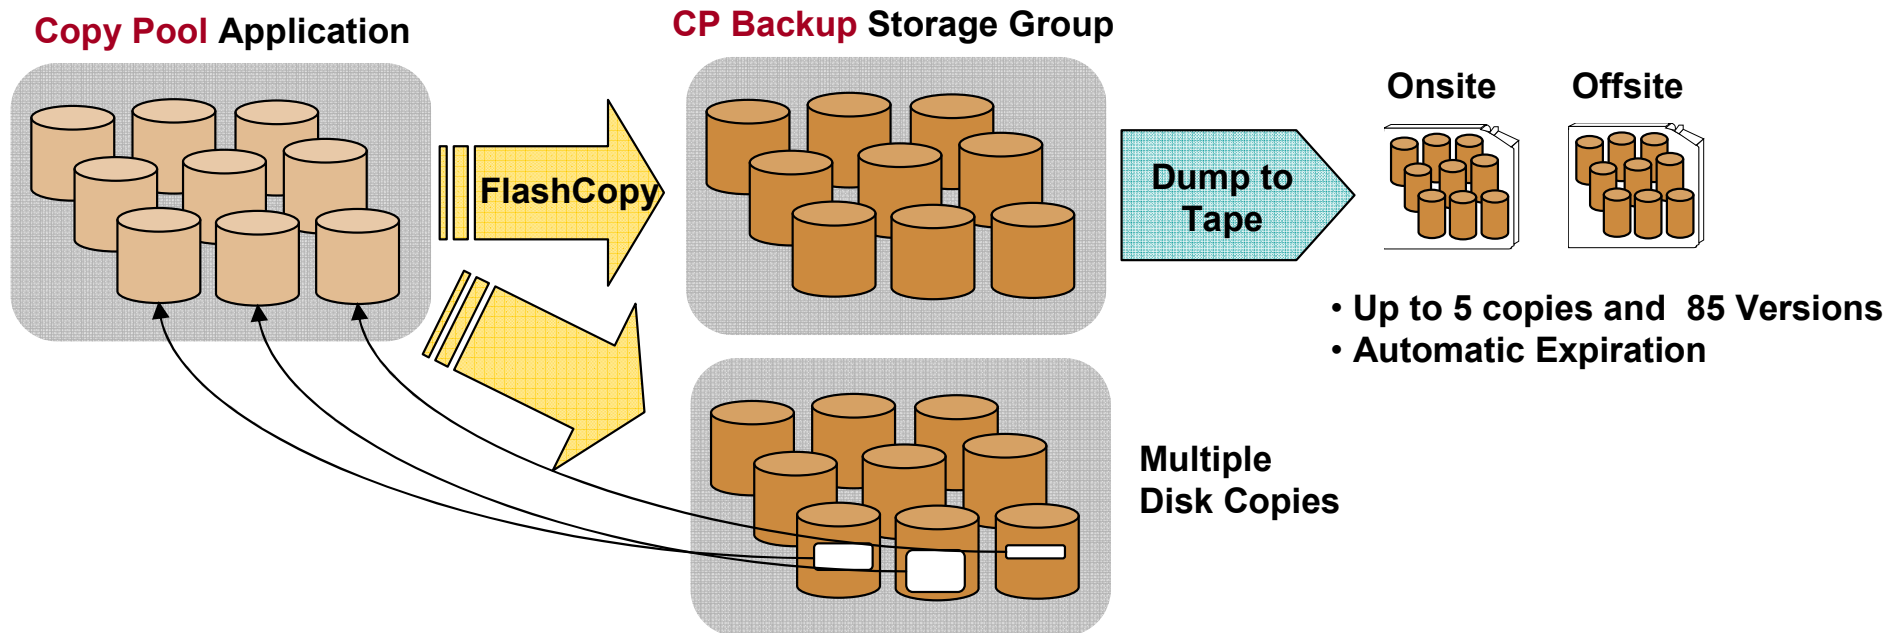 Copy Pool Application
CP Backup Storage Group
Onsite
Offsite
FlashCopy
Dump to
Tape
• Up to 5 copies and 85 Versions
• Automatic Expiration
Multiple
Disk Copies